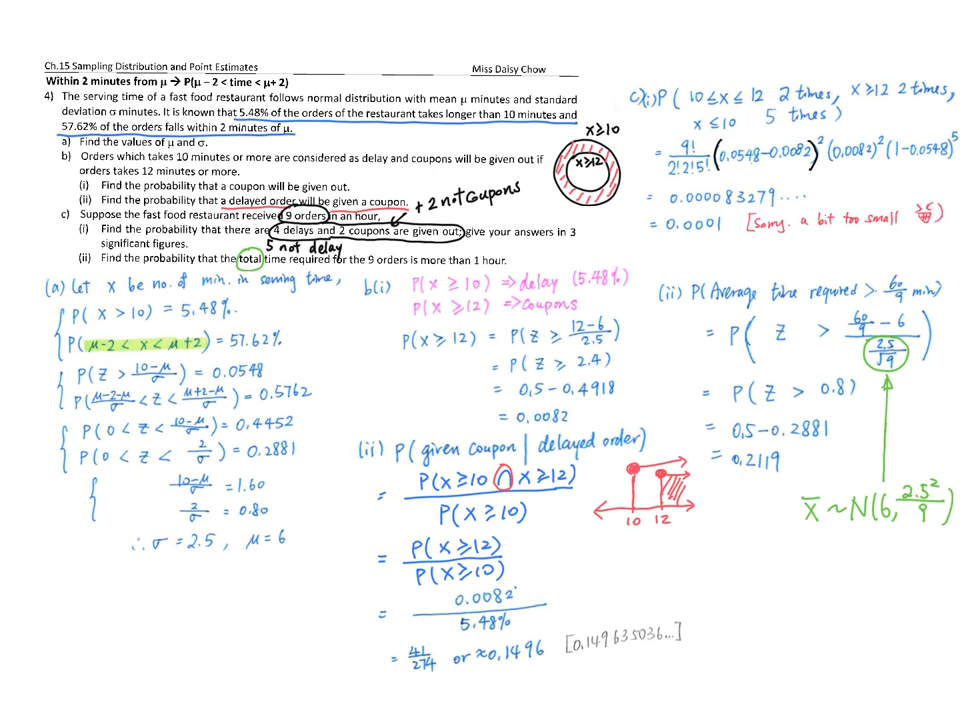 Ch.15 Sampling Distribution and Point Estimates Miss Daisy Chow
Within 2 minutes from μ → P(μ – 2 < time < μ+ 2)
4) The serving time of a fast food restaurant follows normal distribution with mean μ minutes and standard
deviation σ minutes. It is known that 5.48% of the orders of the restaurant takes longer than 10 minutes and
57.62% of the orders falls within 2 minutes of μ.
a) Find the values of μ and σ.
b) Orders which takes 10 minutes or more are considered as delay and coupons will be given out if
orders takes 12 minutes or more.
(i) Find the probability that a coupon will be given out.
(ii) Find the probability that a delayed order will be given a coupon.
+ 2 not Coupons
c) Suppose the fast food restaurant received 9 orders in an hour,
(i) Find the probability that there are 4 delays and 2 coupons are given out; give your answers in 3
significant figures.
5 not delay
(ii) Find the probability that the total time required for the 9 orders is more than 1 hour.
x≥10
x≥12
(a) Let X be no. of min. in serving time,
P( X > 10) = 5.48%.
P( μ-2 < x < μ+2) = 57.62%
P(Z > 10-μ/σ) = 0.0548
P(μ-2-μ/σ < Z < μ+2-μ/σ) = 0.5762
P(0 < Z < 10-μ/σ) = 0.4452
P(0 < Z < 2/σ) = 0.2881
10-μ/σ = 1.60
2/σ = 0.80
∴ σ = 2.5, μ = 6
b(i) P(X ≥ 10) => delay (5.48%)
P(X ≥ 12) => Coupons
P(X ≥ 12) = P(Z ≥ 12-6/2.5)
= P(Z ≥ 2.4)
= 0.5 - 0.4918
= 0.0082
(ii) P(given coupon | delayed order)
= P(X ≥ 10 ∩ X ≥ 12)/P(X ≥ 10)
= P(X ≥ 12)/P(X ≥ 10)
= 0.0082/5.48%
= 41/274 or ≈ 0.1496 [0.149635036...]
10 12
c)(i) P( 10 ≤ x ≤ 12 2 times, x ≥ 12 2 times,
x ≤ 10 5 times)
= 9!/2!2!5! (0.0548-0.0082)² (0.0082)² (1-0.0548)⁵
= 0.000083279....
= 0.0001 [Sorry. a bit too small
(ii) P(Average time required > 60/9 min)
= P( Z > 60/9 - 6 / 2.5/√9 )
= P(Z > 0.8)
= 0.5 - 0.2881
= 0.2119
X̄ ~ N(6, 2.5²/9)